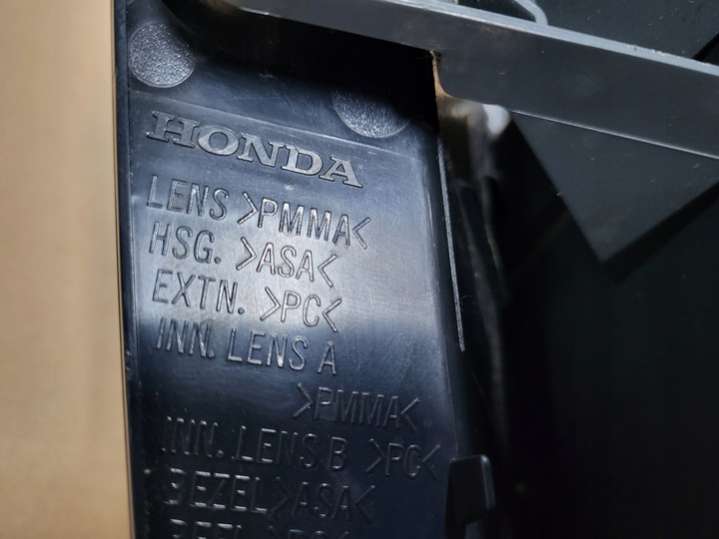 HONDA
LENS >PMMA<
HSG. >ASA<
EXTN. >PC<
INN. LENS A
>PMMA<
INN. LENS B >PC<
BEZEL >ASA<